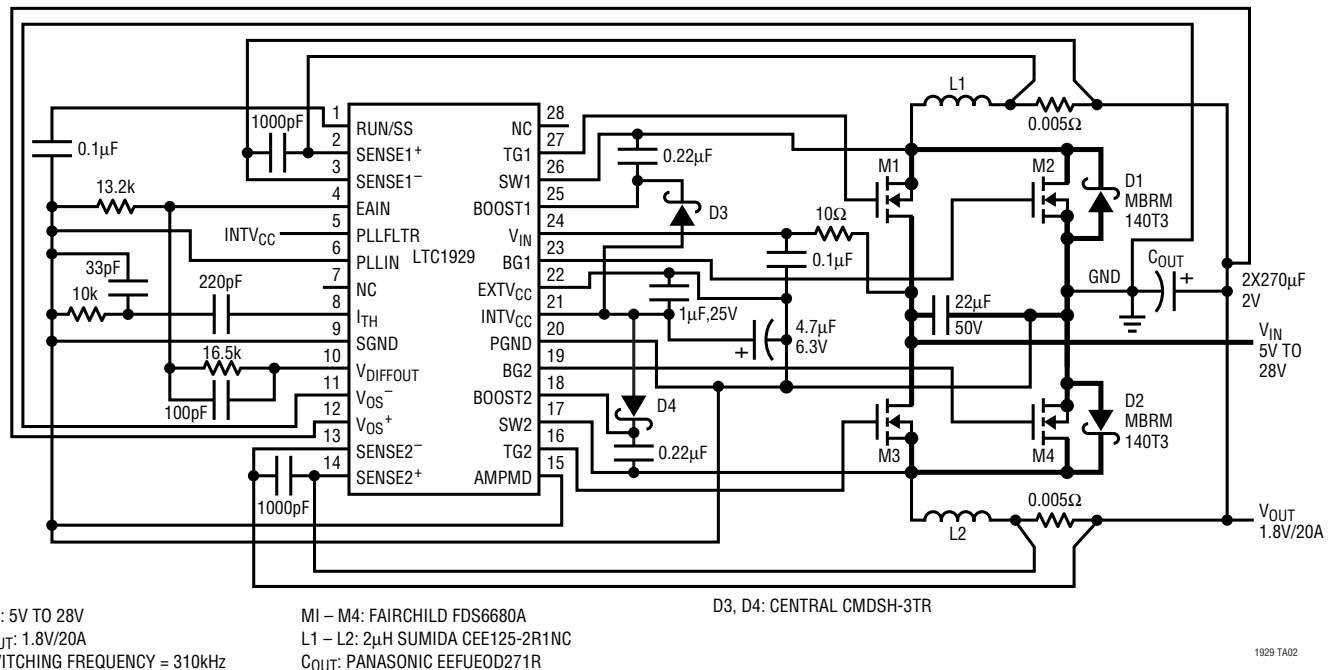 L1
0.005Ω
0.1µF
1000pF
1
RUN/SS
2
SENSE1+
3
SENSE1–
4
EAIN
5
PLLFLTR
6
PLLIN
7
NC
8
ITH
9
SGND
10
VDIFFOUT
11
VOS–
12
VOS+
13
SENSE2–
14
SENSE2+
LTC1929
28
NC
27
TG1
26
SW1
25
BOOST1
24
VIN
23
BG1
22
EXTVCC
21
INTVCC
20
PGND
19
BG2
18
BOOST2
17
SW2
16
TG2
15
AMPMD
13.2k
INTVCC
33pF
10k
220pF
16.5k
100pF
1000pF
0.22µF
D3
10Ω
0.1µF
1µF,25V
4.7µF
6.3V
+
D4
0.22µF
M1
M2
D1
MBRM
140T3
GND
COUT
+
2X270µF
2V
22µF
50V
VIN
5V TO
28V
M3
M4
D2
MBRM
140T3
0.005Ω
L2
VOUT
1.8V/20A
: 5V TO 28V
UT: 1.8V/20A
WITCHING FREQUENCY = 310kHz
MI – M4: FAIRCHILD FDS6680A
L1 – L2: 2µH SUMIDA CEE125-2R1NC
COUT: PANASONIC EEFUEOD271R
D3, D4: CENTRAL CMDSH-3TR
1929 TA02